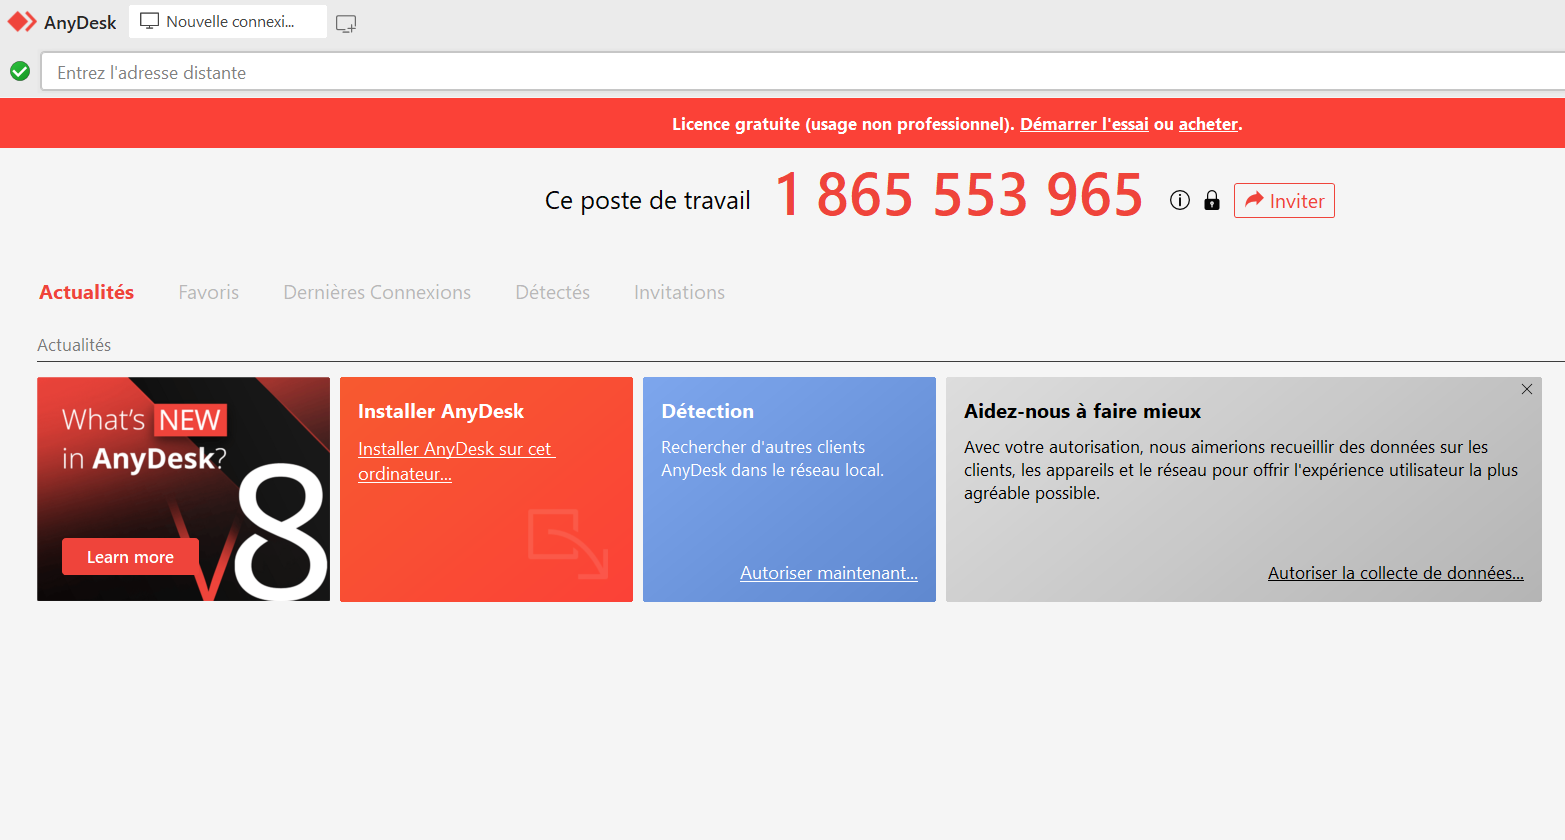 AnyDesk
Nouvelle connexi...
Entrez l'adresse distante
Licence gratuite (usage non professionnel). Démarrer l'essai ou acheter.
Ce poste de travail
1 865 553 965
Inviter
Actualités
Favoris
Dernières Connexions
Détectés
Invitations
Actualités
What's NEW
in AnyDesk?
V8
Learn more
Installer AnyDesk
Installer AnyDesk sur cet
ordinateur...
Détection
Rechercher d'autres clients
AnyDesk dans le réseau local.
Autoriser maintenant...
Aidez-nous à faire mieux
Avec votre autorisation, nous aimerions recueillir des données sur les
clients, les appareils et le réseau pour offrir l'expérience utilisateur la plus
agréable possible.
Autoriser la collecte de données...